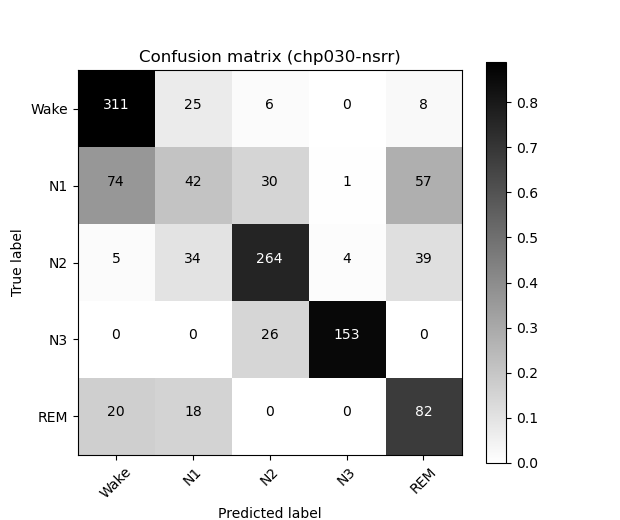 Confusion matrix (chp030-nsrr)
True label
Wake 311 25 6 0 8
N1 74 42 30 1 57
N2 5 34 264 4 39
N3 0 0 26 153 0
REM 20 18 0 0 82
Wake N1 N2 N3 REM
Predicted label
0.8
0.7
0.6
0.5
0.4
0.3
0.2
0.1
0.0